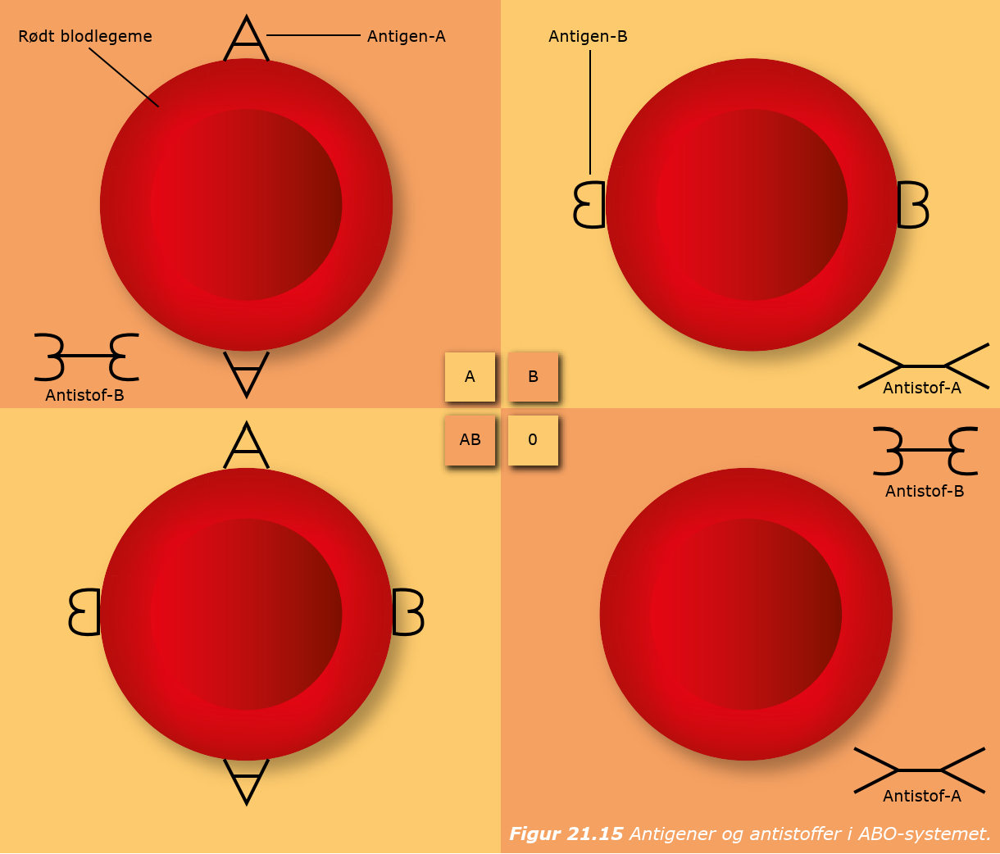 Rødt blodlegeme
Antigen-A
Antigen-B
Antistof-B
Antistof-A
A
B
AB
0
Antistof-B
Antistof-A
Figur 21.15 Antigener og antistoffer i ABO-systemet.